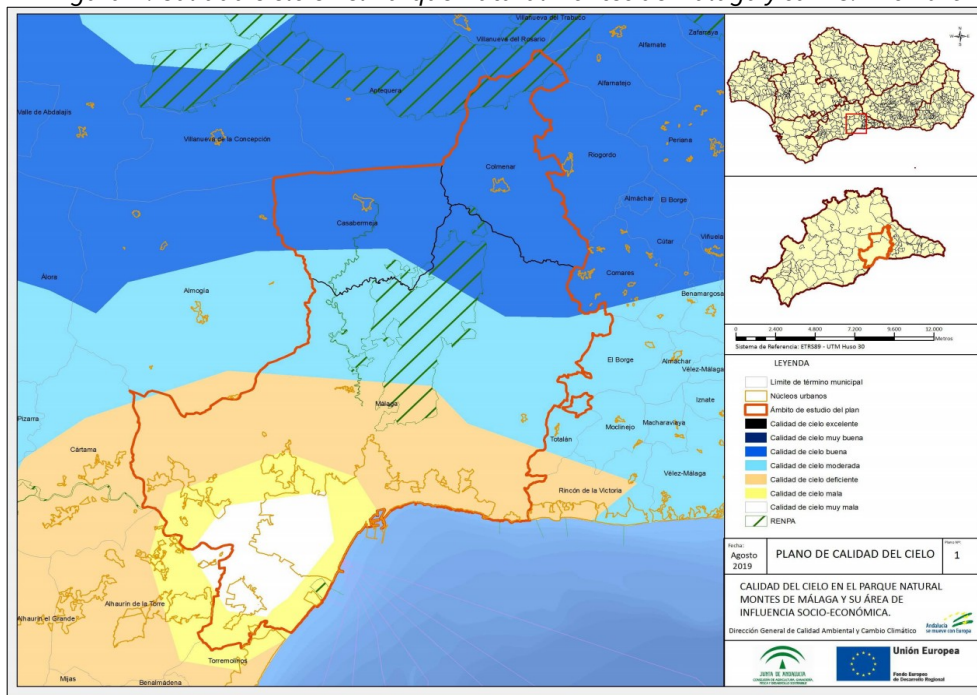 Villanueva del Trabuco
Villanueva del Rosario
Alfarnate
Zafarraya
Antequera
Alfarnatejo
Valle de Abdalajís
Villanueva de la Concepción
Periana
Riogordo
Colmenar
Almáchar
El Borge
Casabermeja
Cútar
Viñuela
Álora
Comares
Almogía
Benamargosa
El Borge
Almáchar
Vélez-Málaga
Iznate
Málaga
Pizarra
Macharaviaya
Moclinejo
Totalán
Cártama
Vélez-Málaga
Rincón de la Victoria
Alhaurín de la Torre
Alhaurín el Grande
Torremolinos
Mijas
Benalmádena
N
W
E
S
0 2.400 4.800 7.200 9.600 12.000
Metros
Sistema de Referencia: ETRS89 - UTM Huso 30
LEYENDA
Límite de término municipal
Núcleos urbanos
Ámbito de estudio del plan
Calidad de cielo excelente
Calidad de cielo muy buena
Calidad de cielo buena
Calidad de cielo moderada
Calidad de cielo deficiente
Calidad de cielo mala
Calidad de cielo muy mala
RENPA
Fecha:
Agosto
2019
PLANO DE CALIDAD DEL CIELO
Plano Nº:
1
CALIDAD DEL CIELO EN EL PARQUE NATURAL
MONTES DE MÁLAGA Y SU ÁREA DE
INFLUENCIA SOCIO-ECONÓMICA.
Dirección General de Calidad Ambiental y Cambio Climático
Andalucía
se mueve con Europa
JUNTA DE ANDALUCIA
Unión Europea
Fondo Europeo
de Desarrollo Regional